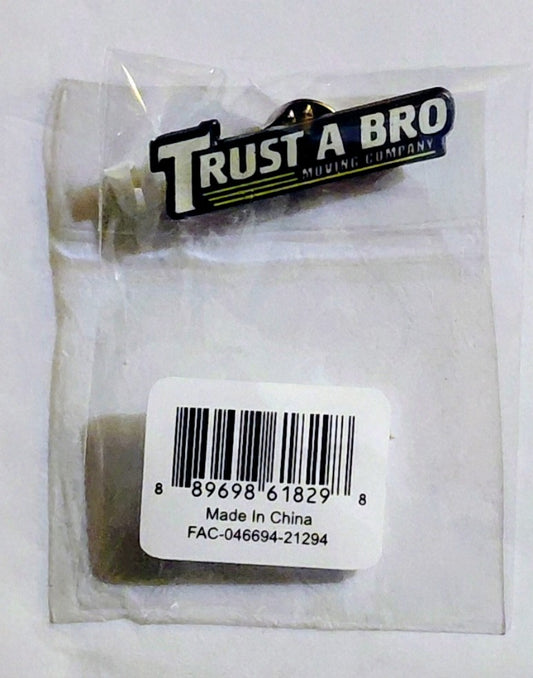 TRUST A BRO
MOVING COMPANY
8 89698 61829 8
Made In China
FAC-046694-21294